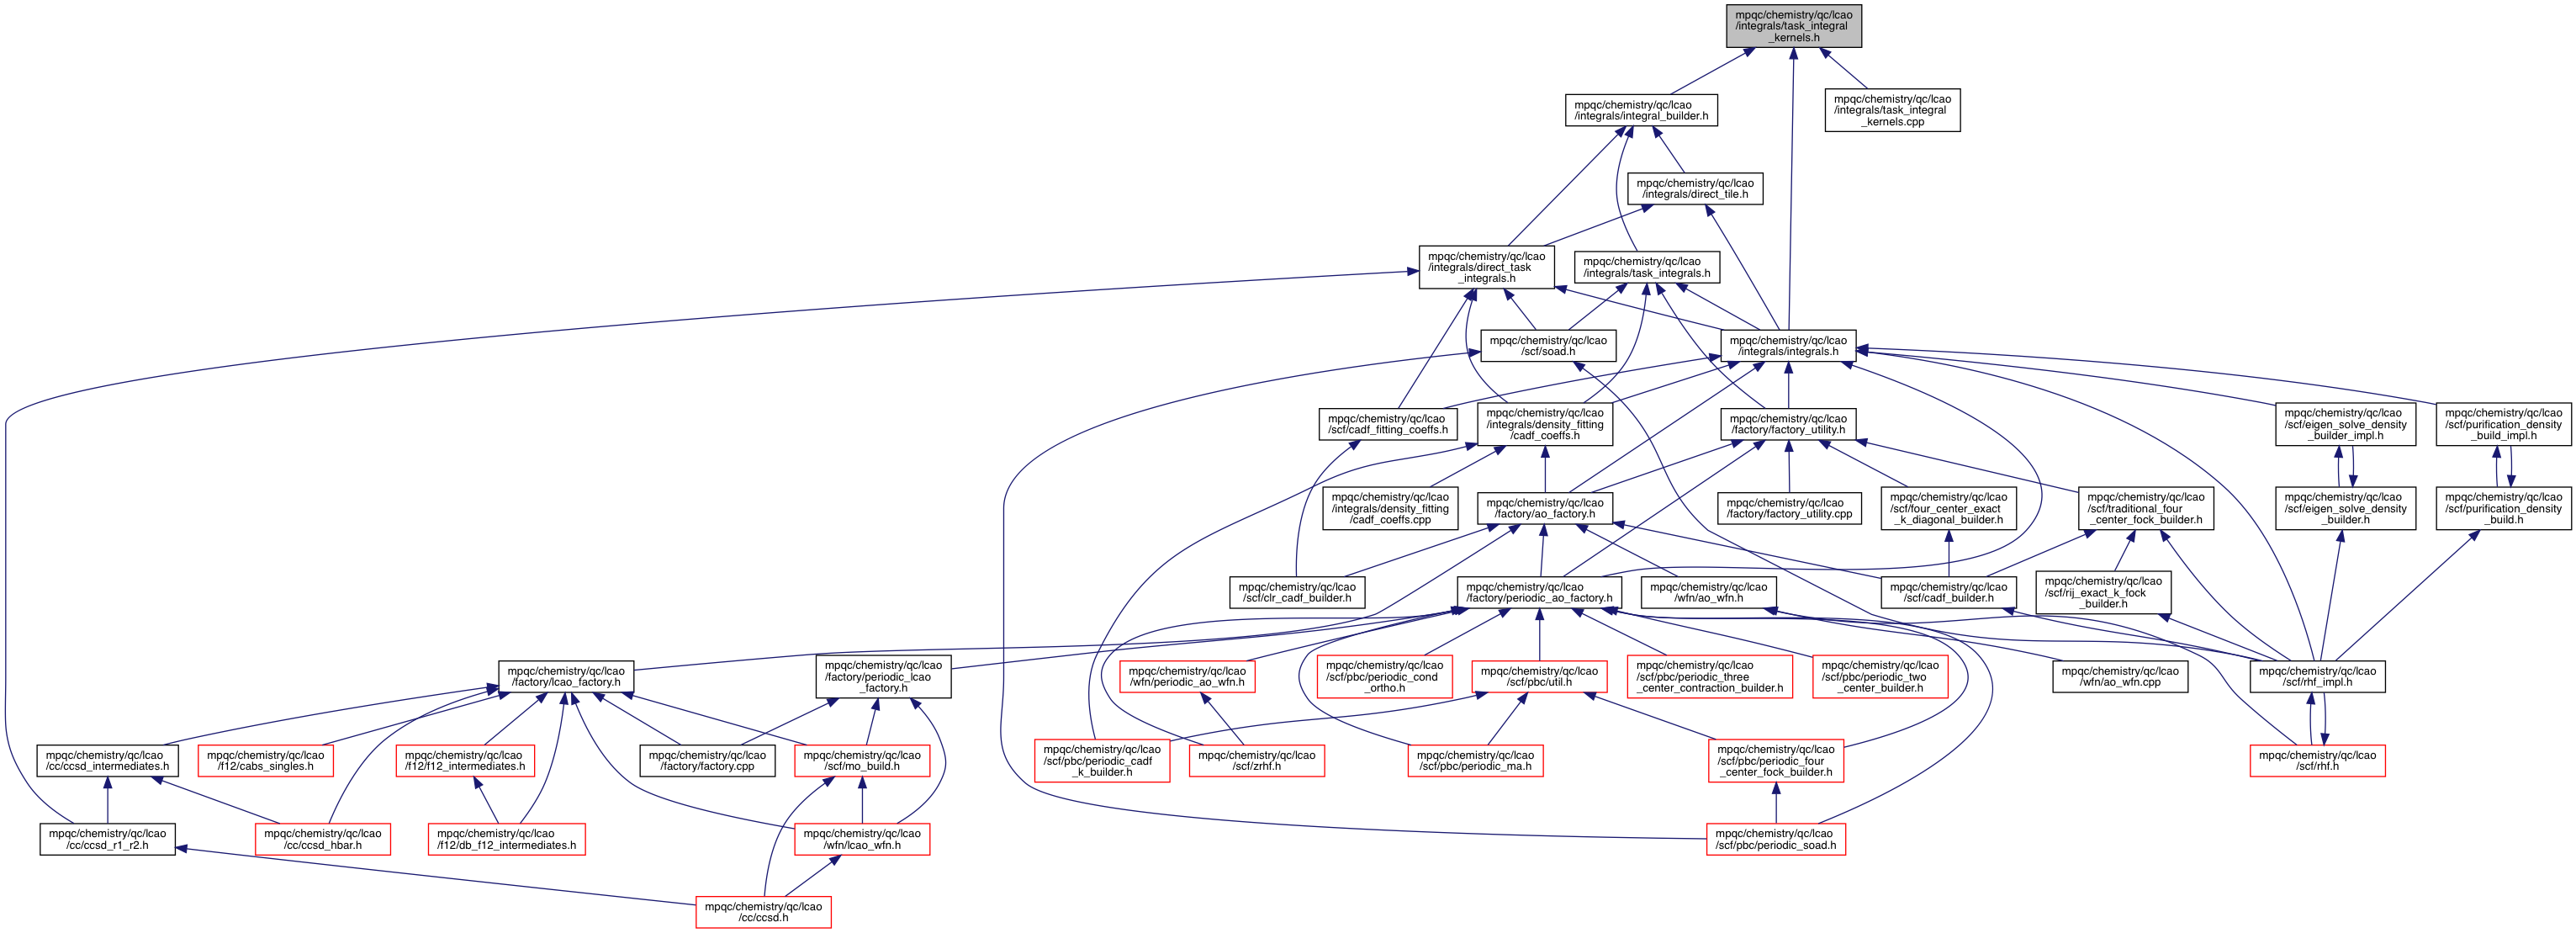 mpqc/chemistry/qc/lcao
/integrals/task_integral
_kernels.h
mpqc/chemistry/qc/lcao
/integrals/integral_builder.h
mpqc/chemistry/qc/lcao
/integrals/task_integral
_kernels.cpp
mpqc/chemistry/qc/lcao
/integrals/direct_tile.h
mpqc/chemistry/qc/lcao
/integrals/direct_task
_integrals.h
mpqc/chemistry/qc/lcao
/integrals/task_integrals.h
mpqc/chemistry/qc/lcao
/scf/soad.h
mpqc/chemistry/qc/lcao
/integrals/integrals.h
mpqc/chemistry/qc/lcao
/scf/cadf_fitting_coeffs.h
mpqc/chemistry/qc/lcao
/integrals/density_fitting
/cadf_coeffs.h
mpqc/chemistry/qc/lcao
/factory/factory_utility.h
mpqc/chemistry/qc/lcao
/scf/eigen_solve_density
_builder_impl.h
mpqc/chemistry/qc/lcao
/scf/purification_density
_build_impl.h
mpqc/chemistry/qc/lcao
/integrals/density_fitting
/cadf_coeffs.cpp
mpqc/chemistry/qc/lcao
/factory/ao_factory.h
mpqc/chemistry/qc/lcao
/factory/factory_utility.cpp
mpqc/chemistry/qc/lcao
/scf/four_center_exact
_k_diagonal_builder.h
mpqc/chemistry/qc/lcao
/scf/traditional_four
_center_fock_builder.h
mpqc/chemistry/qc/lcao
/scf/eigen_solve_density
_builder.h
mpqc/chemistry/qc/lcao
/scf/purification_density
_build.h
mpqc/chemistry/qc/lcao
/scf/clr_cadf_builder.h
mpqc/chemistry/qc/lcao
/factory/periodic_ao_factory.h
mpqc/chemistry/qc/lcao
/wfn/ao_wfn.h
mpqc/chemistry/qc/lcao
/scf/cadf_builder.h
mpqc/chemistry/qc/lcao
/scf/rij_exact_k_fock
_builder.h
mpqc/chemistry/qc/lcao
/factory/lcao_factory.h
mpqc/chemistry/qc/lcao
/factory/periodic_lcao
_factory.h
mpqc/chemistry/qc/lcao
/wfn/periodic_ao_wfn.h
mpqc/chemistry/qc/lcao
/scf/pbc/periodic_cond
_ortho.h
mpqc/chemistry/qc/lcao
/scf/pbc/util.h
mpqc/chemistry/qc/lcao
/scf/pbc/periodic_three
_center_contraction_builder.h
mpqc/chemistry/qc/lcao
/scf/pbc/periodic_two
_center_builder.h
mpqc/chemistry/qc/lcao
/wfn/ao_wfn.cpp
mpqc/chemistry/qc/lcao
/scf/rhf_impl.h
mpqc/chemistry/qc/lcao
/cc/ccsd_intermediates.h
mpqc/chemistry/qc/lcao
/f12/cabs_singles.h
mpqc/chemistry/qc/lcao
/f12/f12_intermediates.h
mpqc/chemistry/qc/lcao
/factory/factory.cpp
mpqc/chemistry/qc/lcao
/scf/mo_build.h
mpqc/chemistry/qc/lcao
/scf/pbc/periodic_cadf
_k_builder.h
mpqc/chemistry/qc/lcao
/scf/zrhf.h
mpqc/chemistry/qc/lcao
/scf/pbc/periodic_ma.h
mpqc/chemistry/qc/lcao
/scf/pbc/periodic_four
_center_fock_builder.h
mpqc/chemistry/qc/lcao
/scf/rhf.h
mpqc/chemistry/qc/lcao
/cc/ccsd_r1_r2.h
mpqc/chemistry/qc/lcao
/cc/ccsd_hbar.h
mpqc/chemistry/qc/lcao
/f12/db_f12_intermediates.h
mpqc/chemistry/qc/lcao
/wfn/lcao_wfn.h
mpqc/chemistry/qc/lcao
/scf/pbc/periodic_soad.h
mpqc/chemistry/qc/lcao
/cc/ccsd.h